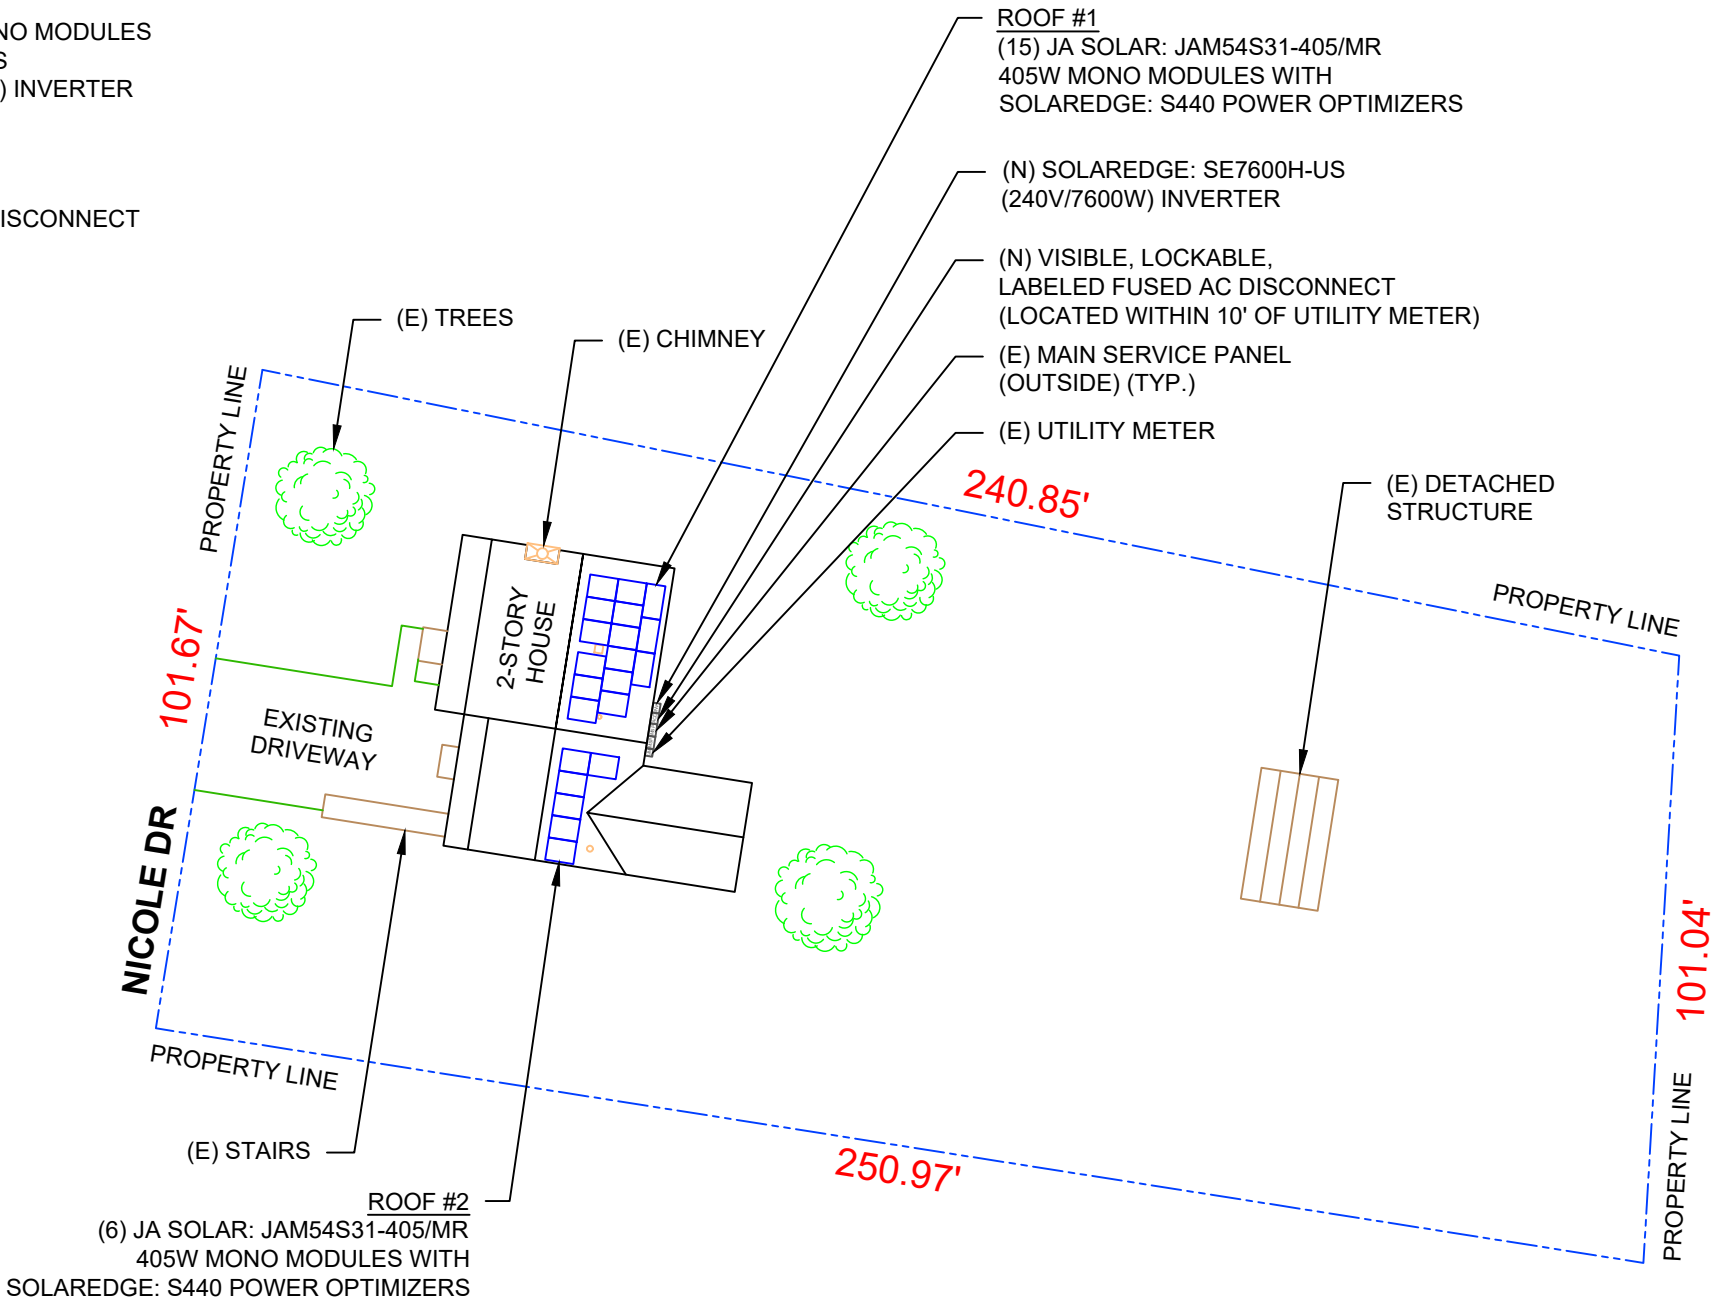 NO MODULES
S
) INVERTER
ISCONNECT
ROOF #1
(15) JA SOLAR: JAM54S31-405/MR
405W MONO MODULES WITH
SOLAREDGE: S440 POWER OPTIMIZERS
(N) SOLAREDGE: SE7600H-US
(240V/7600W) INVERTER
(N) VISIBLE, LOCKABLE,
LABELED FUSED AC DISCONNECT
(LOCATED WITHIN 10' OF UTILITY METER)
(E) MAIN SERVICE PANEL
(OUTSIDE) (TYP.)
(E) UTILITY METER
(E) TREES
(E) CHIMNEY
(E) DETACHED
STRUCTURE
PROPERTY LINE
240.85'
PROPERTY LINE
2-STORY
HOUSE
101.67'
EXISTING
DRIVEWAY
NICOLE DR
101.04'
PROPERTY LINE
PROPERTY LINE
250.97'
(E) STAIRS
ROOF #2
(6) JA SOLAR: JAM54S31-405/MR
405W MONO MODULES WITH
SOLAREDGE: S440 POWER OPTIMIZERS